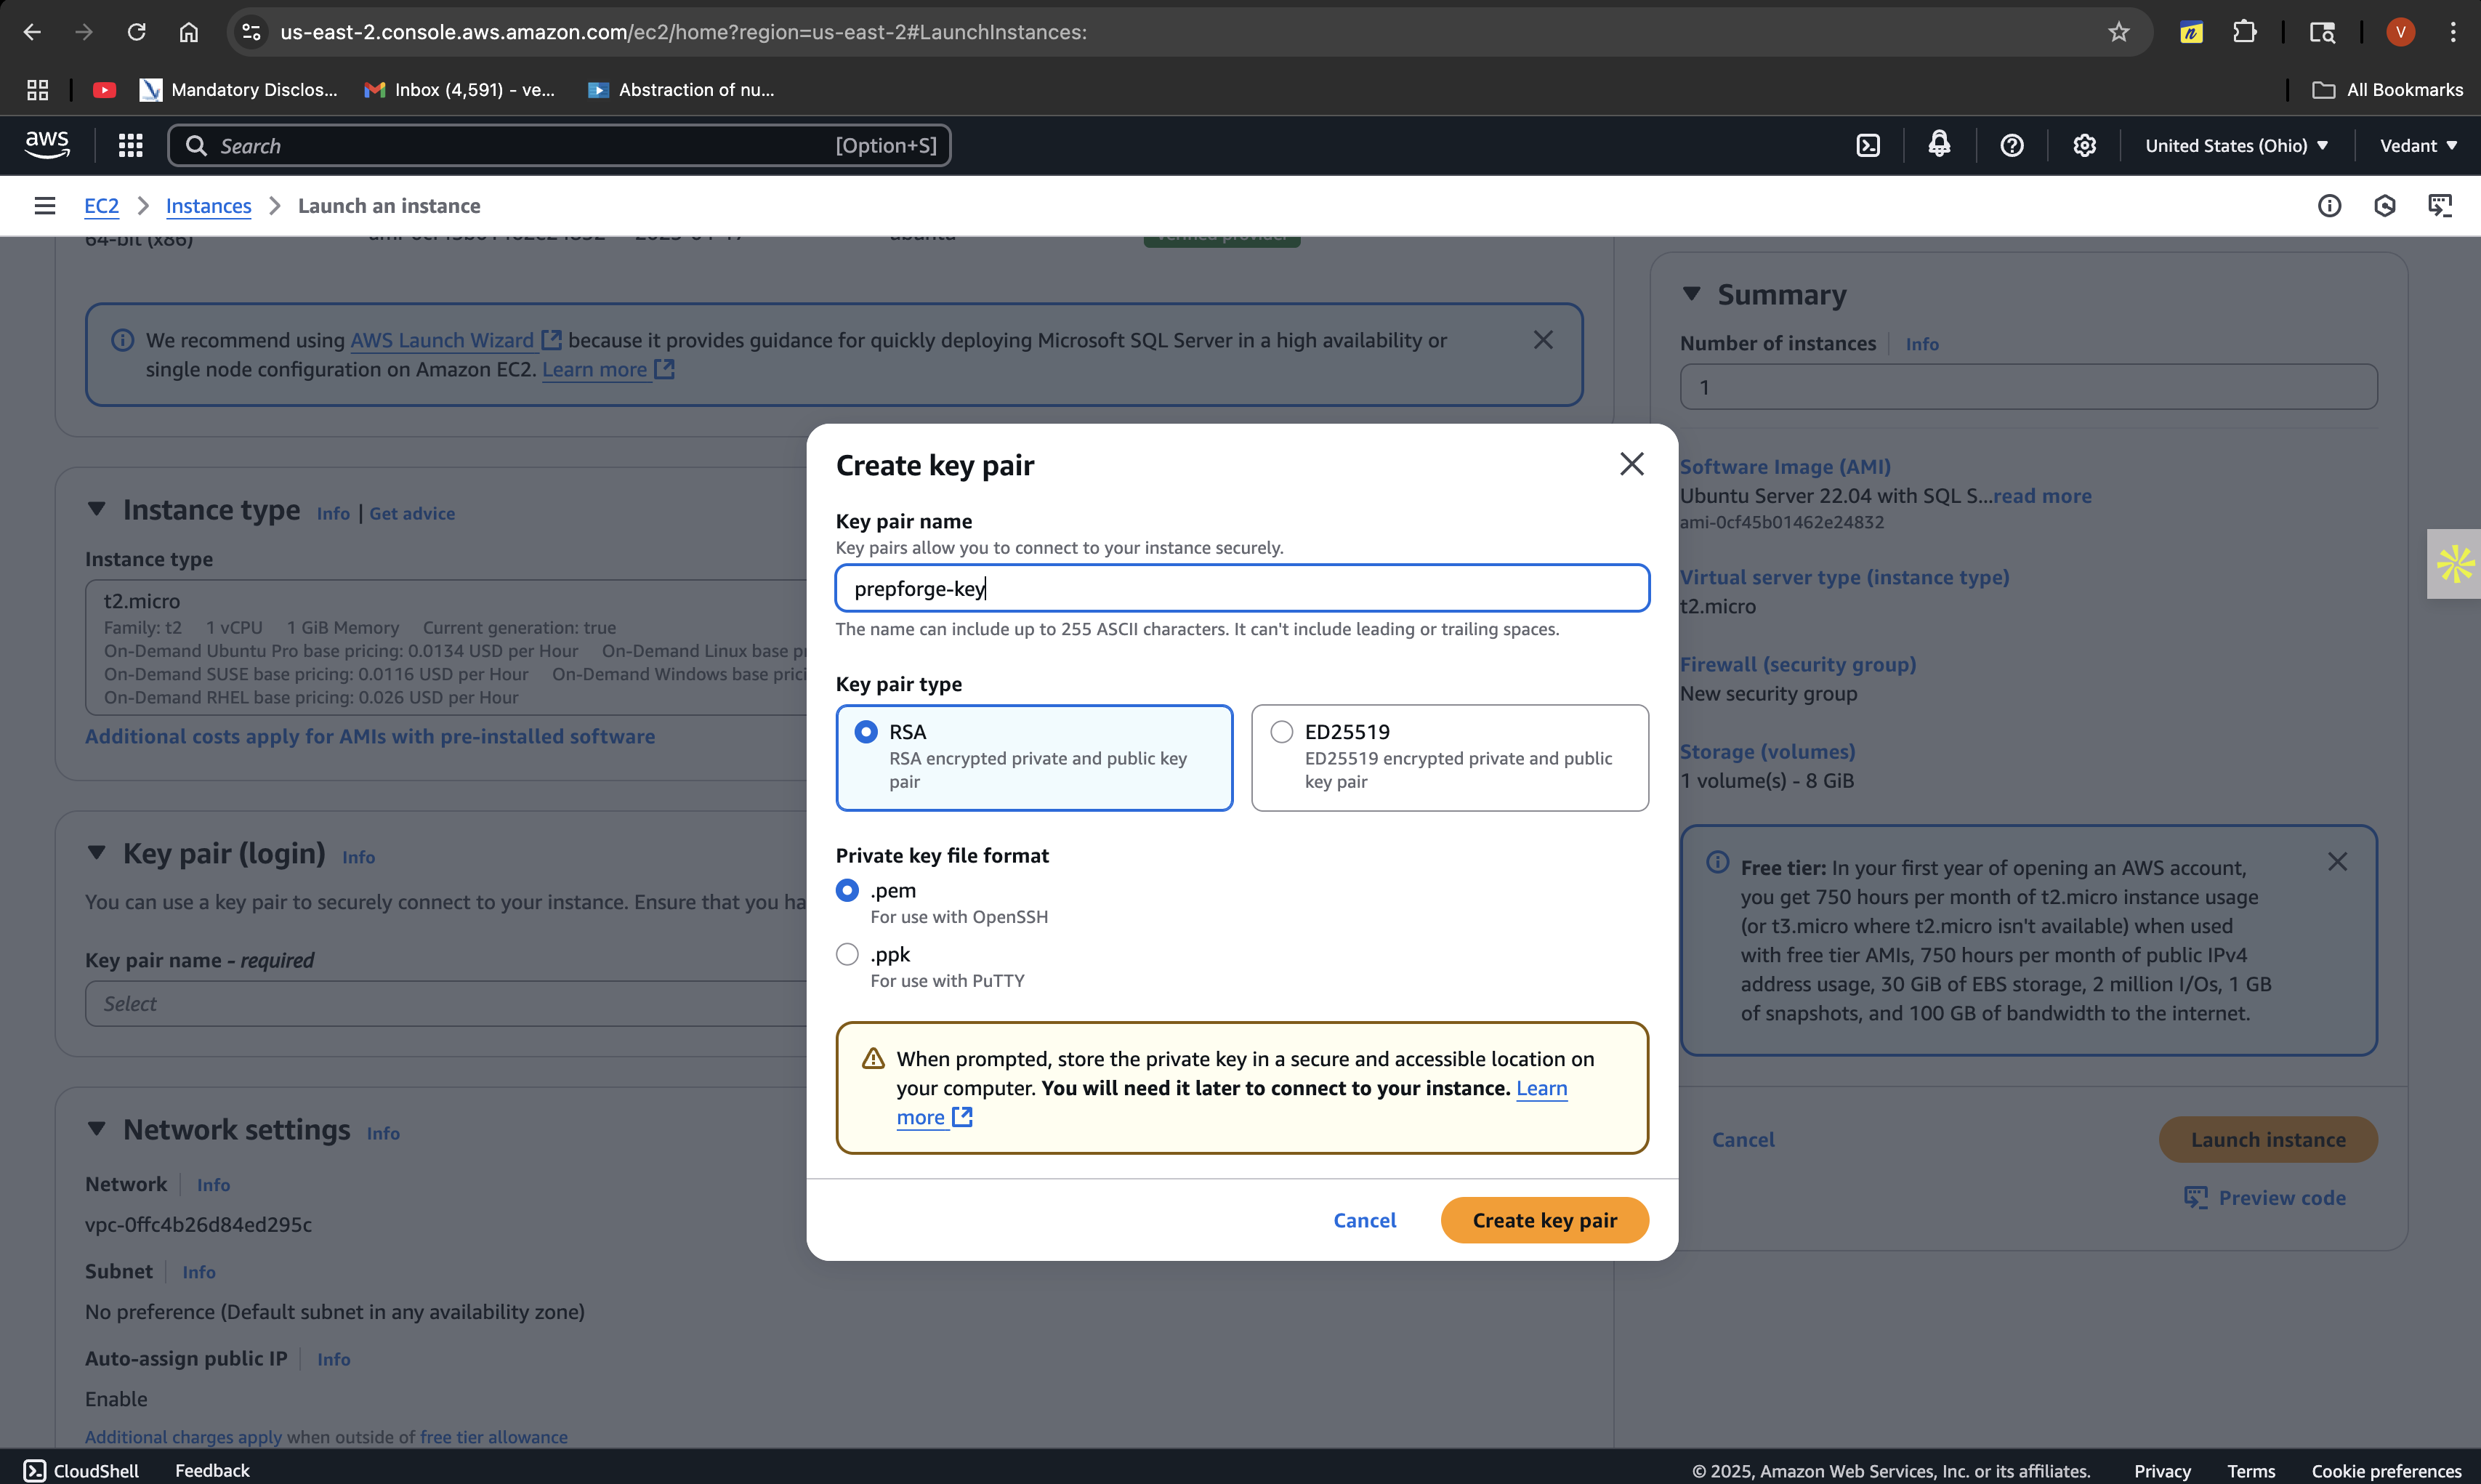 us-east-2.console.aws.amazon.com/ec2/home?region=us-east-2#LaunchInstances:
V
Mandatory Disclos...
Inbox (4,591) - ve...
Abstraction of nu...
All Bookmarks
aws
Search
[Option+S]
United States (Ohio)
Vedant
EC2
Instances
Launch an instance
64-bit (x86)
ami-0cf45b01462e24832
ubuntu
Verified provider
We recommend using AWS Launch Wizard because it provides guidance for quickly deploying Microsoft SQL Server in a high availability or
single node configuration on Amazon EC2. Learn more
Instance type Info | Get advice
Instance type
t2.micro
Family: t2 1 vCPU 1 GiB Memory Current generation: true
On-Demand Ubuntu Pro base pricing: 0.0134 USD per Hour On-Demand Linux base
On-Demand SUSE base pricing: 0.0116 USD per Hour On-Demand Windows base
On-Demand RHEL base pricing: 0.026 USD per Hour
Additional costs apply for AMIs with pre-installed software
Key pair (login) Info
You can use a key pair to securely connect to your instance. Ensure that you ha
Key pair name - required
Select
Network settings Info
Network Info
vpc-0ffc4b26d84ed295c
Subnet Info
No preference (Default subnet in any availability zone)
Auto-assign public IP Info
Enable
Additional charges apply when outside of free tier allowance
Create key pair
Key pair name
Key pairs allow you to connect to your instance securely.
prepforge-key
The name can include up to 255 ASCII characters. It can't include leading or trailing spaces.
Key pair type
RSA
RSA encrypted private and public key
pair
ED25519
ED25519 encrypted private and public
key pair
Private key file format
.pem
For use with OpenSSH
.ppk
For use with PuTTY
When prompted, store the private key in a secure and accessible location on
your computer. You will need it later to connect to your instance. Learn
more
Cancel
Create key pair
Summary
Number of instances Info
1
Software Image (AMI)
Ubuntu Server 22.04 with SQL S...read more
ami-0cf45b01462e24832
Virtual server type (instance type)
t2.micro
Firewall (security group)
New security group
Storage (volumes)
1 volume(s) - 8 GiB
Free tier: In your first year of opening an AWS account,
you get 750 hours per month of t2.micro instance usage
(or t3.micro where t2.micro isn't available) when used
with free tier AMIs, 750 hours per month of public IPv4
address usage, 30 GiB of EBS storage, 2 million I/Os, 1 GB
of snapshots, and 100 GB of bandwidth to the internet.
Cancel
Launch instance
Preview code
CloudShell
Feedback
© 2025, Amazon Web Services, Inc. or its affiliates.
Privacy
Terms
Cookie preferences